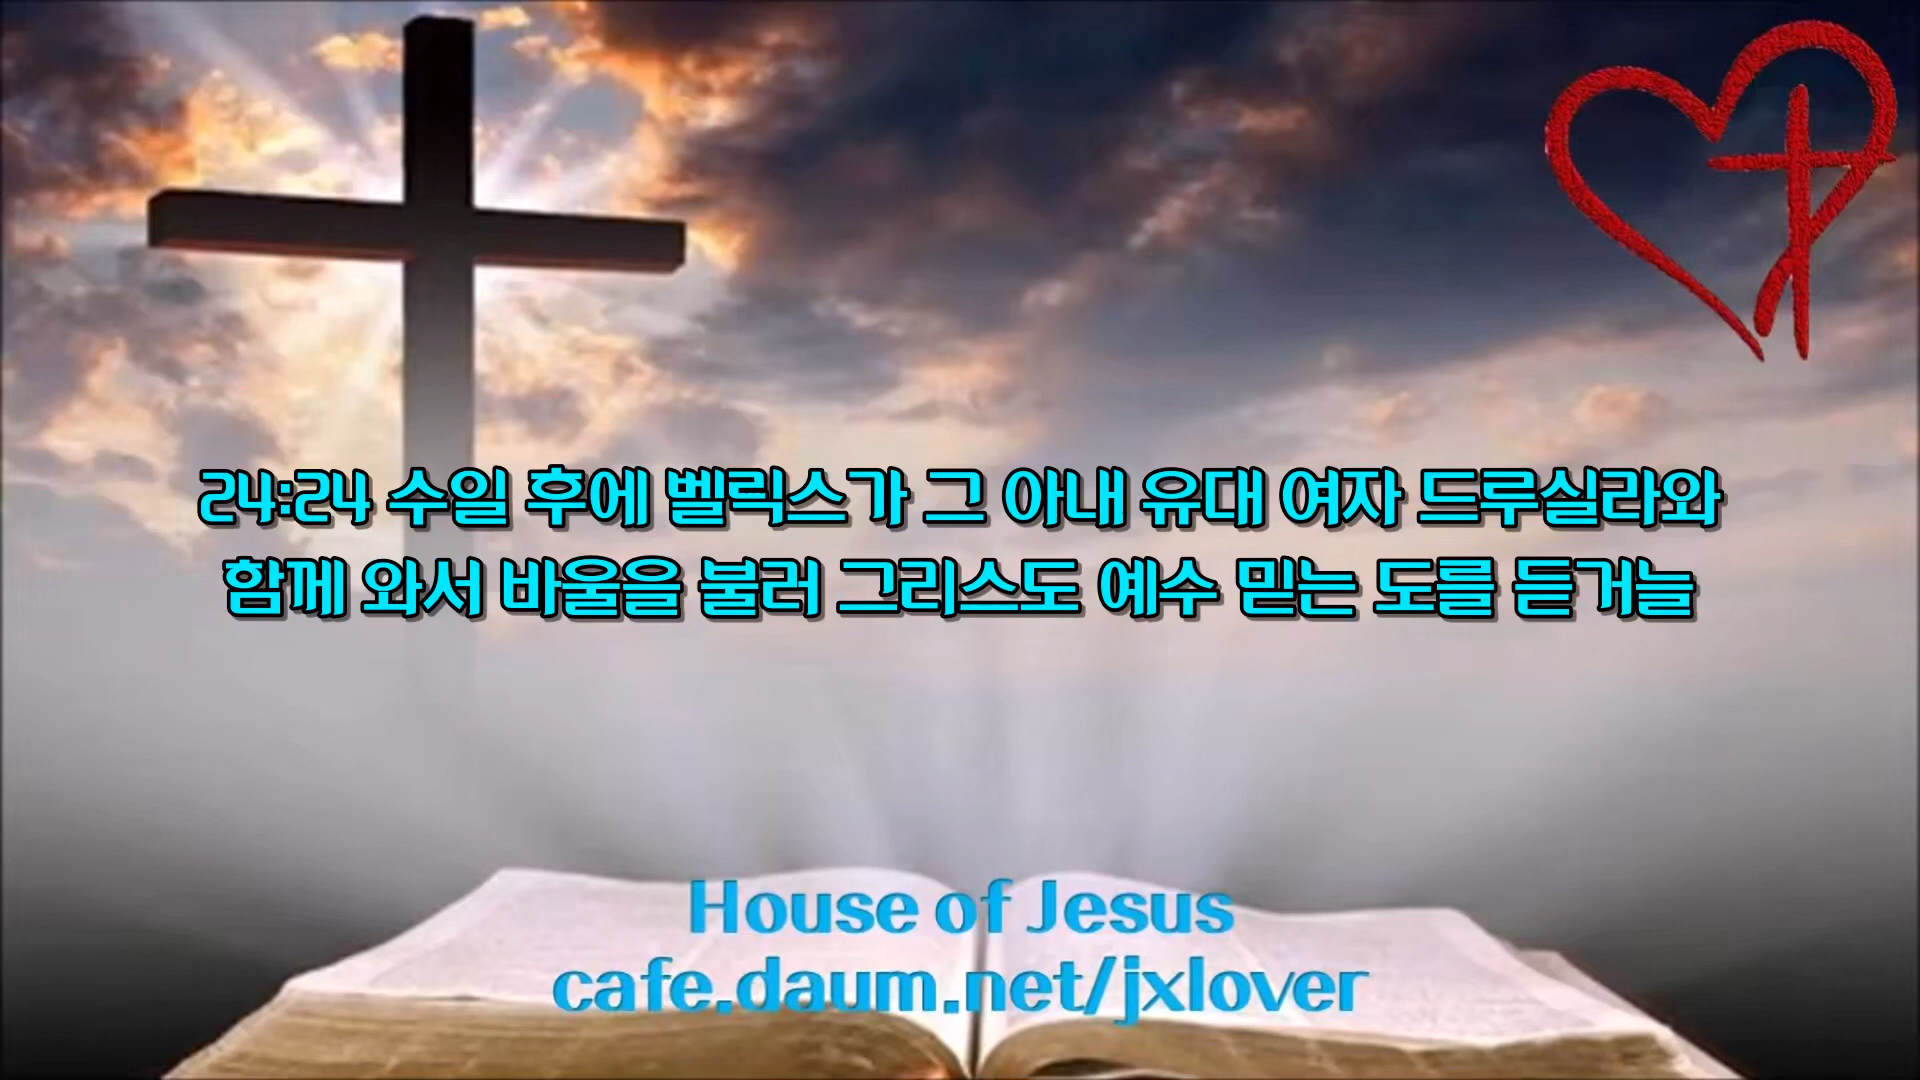 24:24 수일 후에 벨릭스가 그 아내 유대 여자 드루실라와
함께 와서 바울을 불러 그리스도 예수 믿는 도를 듣거늘
House of Jesus
cafe.daum.net/jxlover